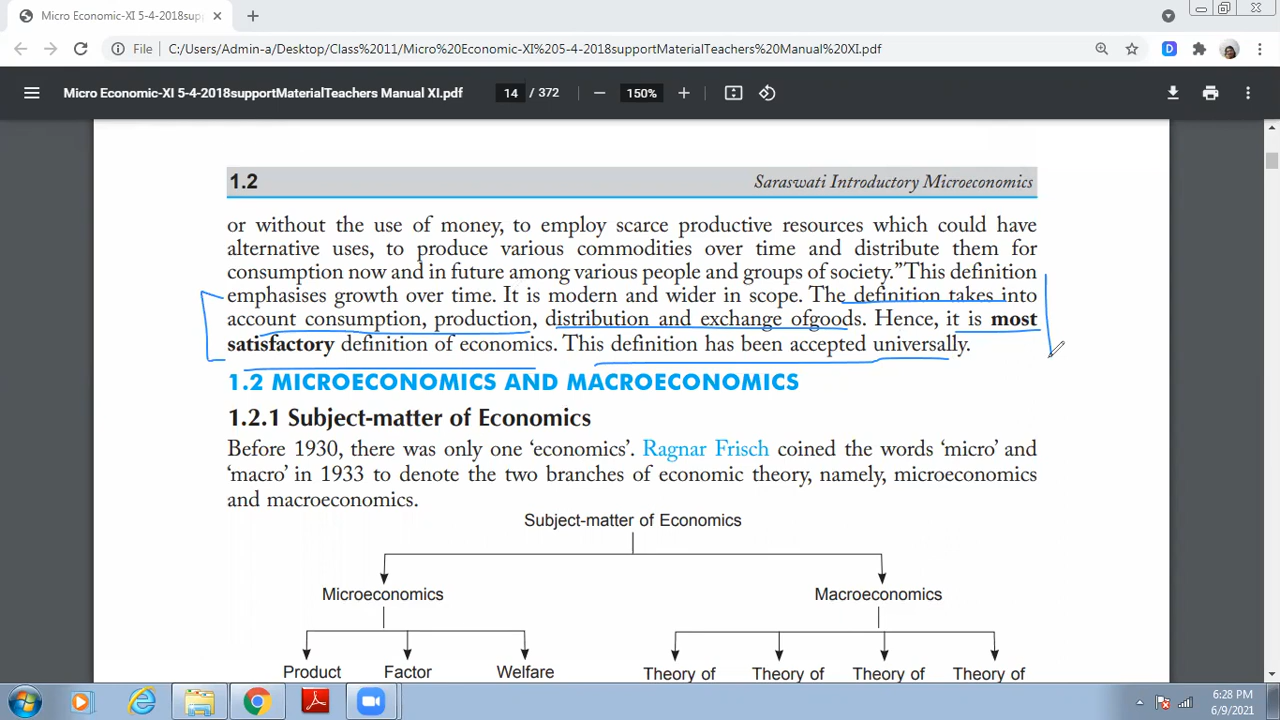 Micro Economic-XI 5-4-2018supp
File
C:/Users/Admin-a/Desktop/Class%2011/Micro%20Economic-XI%205-4-2018supportMaterialTeachers%20Manual%20XI.pdf
D
Micro Economic-XI 5-4-2018supportMaterialTeachers Manual XI.pdf
14 / 372
150%
1.2
Saraswati Introductory Microeconomics
or without the use of money, to employ scarce productive resources which could have
alternative uses, to produce various commodities over time and distribute them for
consumption now and in future among various people and groups of society.” This definition
emphasises growth over time. It is modern and wider in scope. The definition takes into
account consumption, production, distribution and exchange ofgoods. Hence, it is most
satisfactory definition of economics. This definition has been accepted universally.
1.2 MICROECONOMICS AND MACROECONOMICS
1.2.1 Subject-matter of Economics
Before 1930, there was only one ‘economics’. Ragnar Frisch coined the words ‘micro’ and
‘macro’ in 1933 to denote the two branches of economic theory, namely, microeconomics
and macroeconomics.
Subject-matter of Economics
Microeconomics
Macroeconomics
Product
Factor
Welfare
Theory of
Theory of
Theory of
Theory of
6:28 PM
6/9/2021